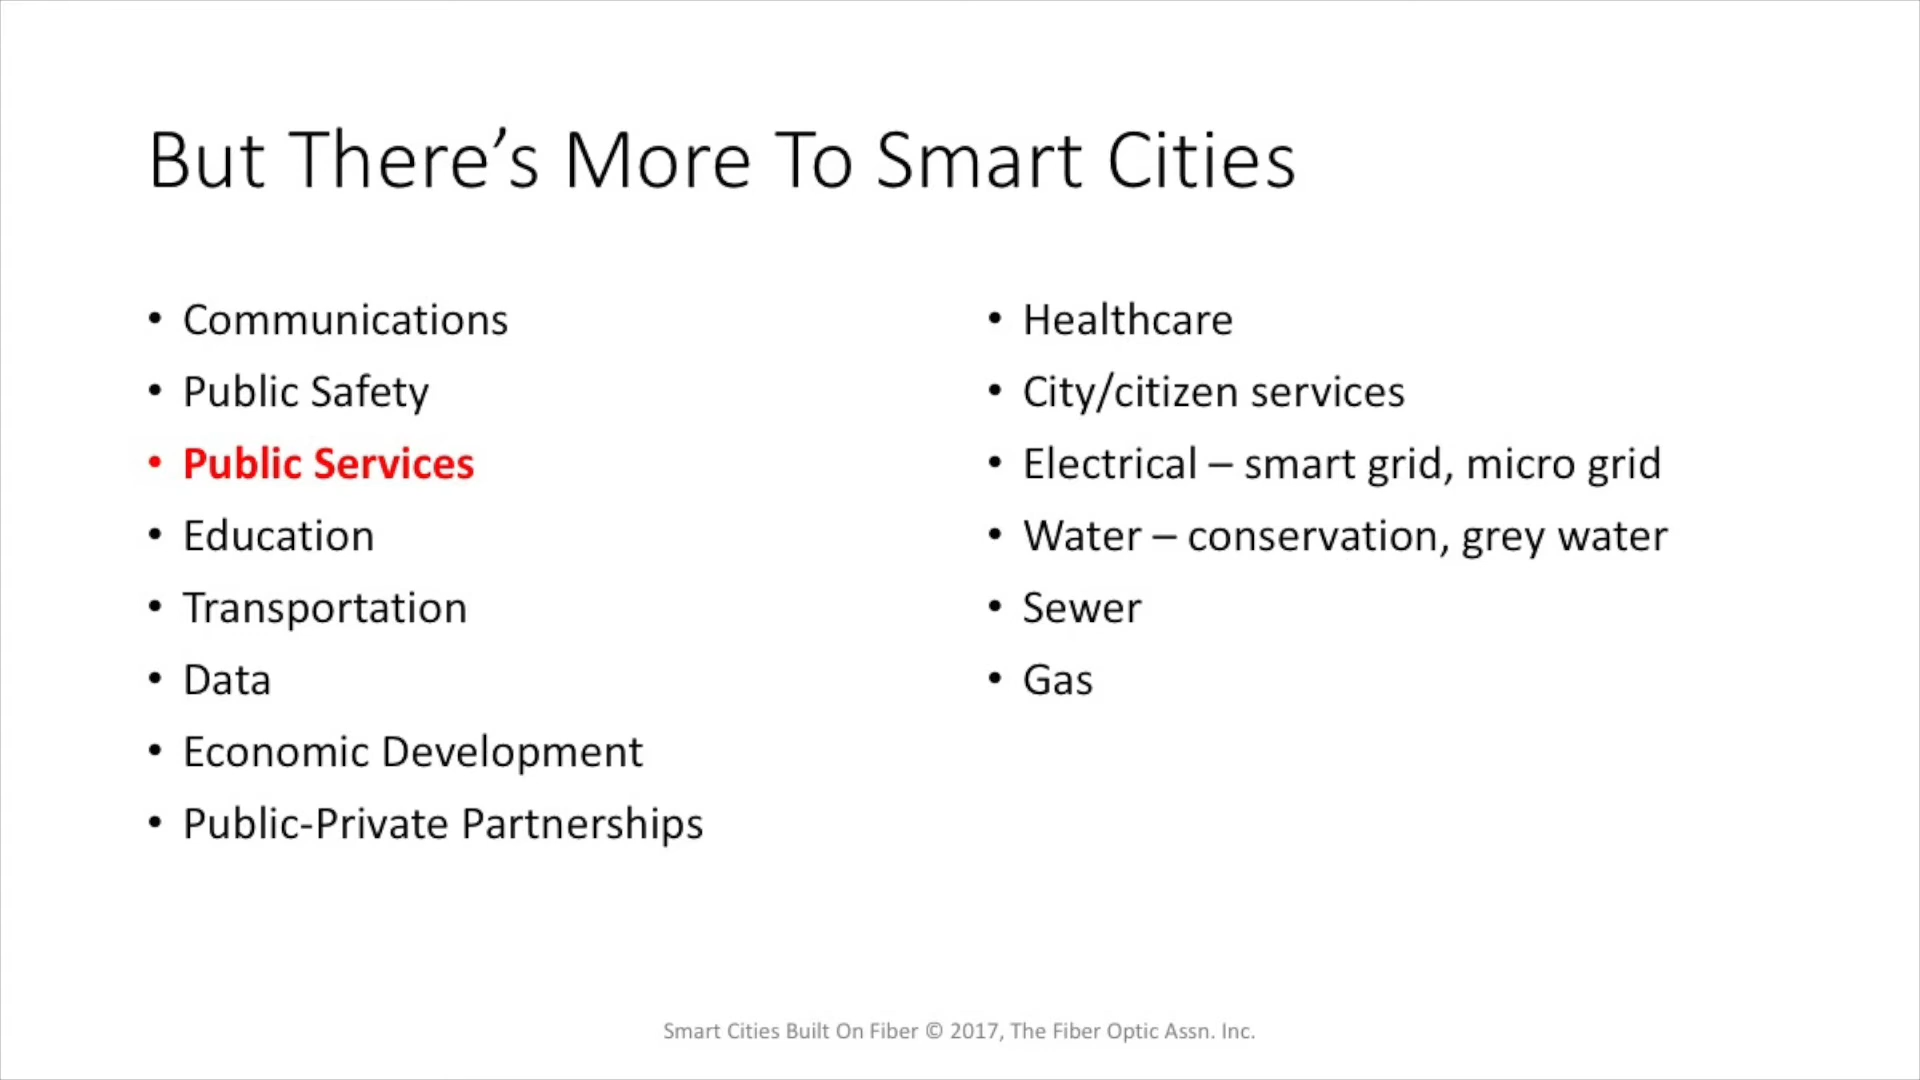 But There’s More To Smart Cities
• Communications
• Public Safety
• Public Services
• Education
• Transportation
• Data
• Economic Development
• Public-Private Partnerships
• Healthcare
• City/citizen services
• Electrical – smart grid, micro grid
• Water – conservation, grey water
• Sewer
• Gas
Smart Cities Built On Fiber © 2017, The Fiber Optic Assn. Inc.